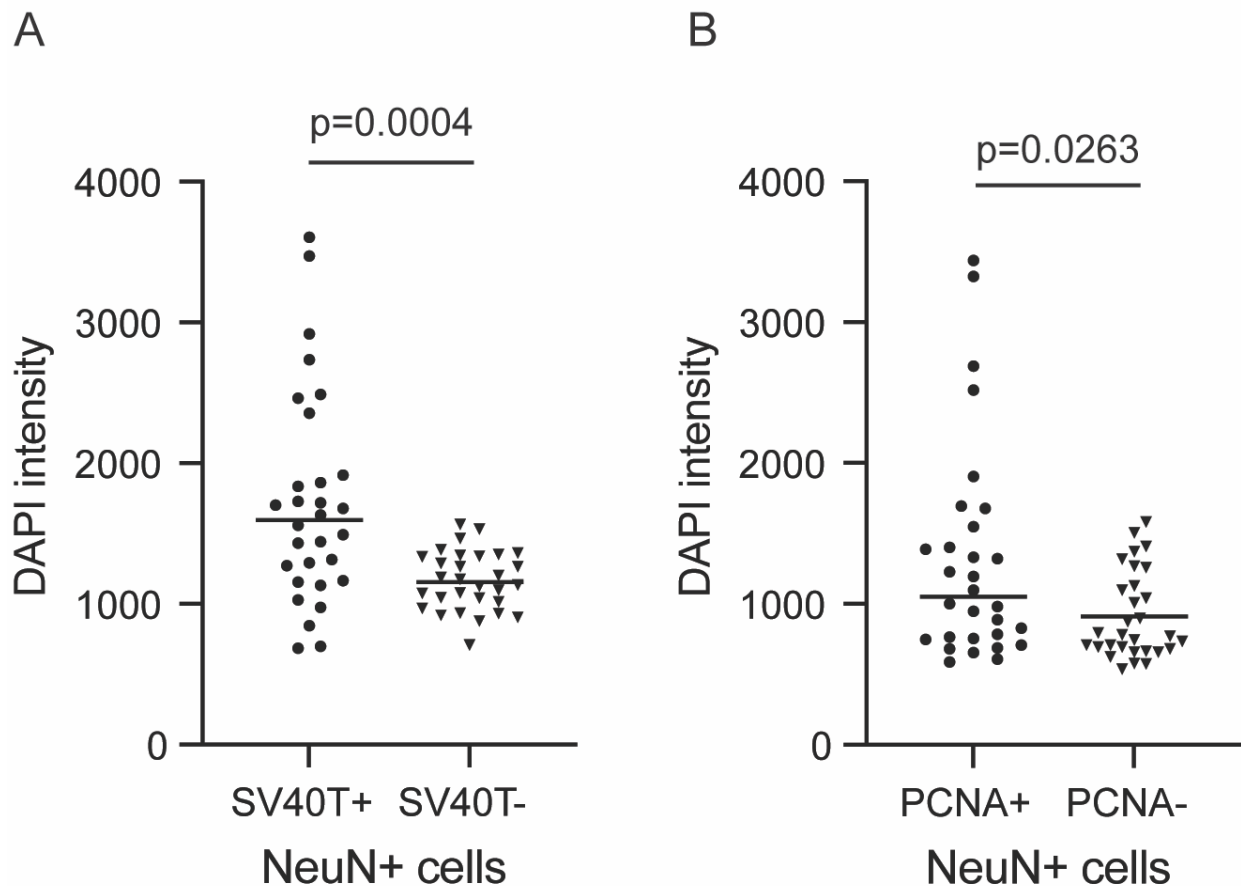 A
p=0.0004
4000
3000
2000
1000
0
DAPI intensity
SV40T+ SV40T-
NeuN+ cells
B
p=0.0263
4000
3000
2000
1000
0
DAPI intensity
PCNA+ PCNA-
NeuN+ cells